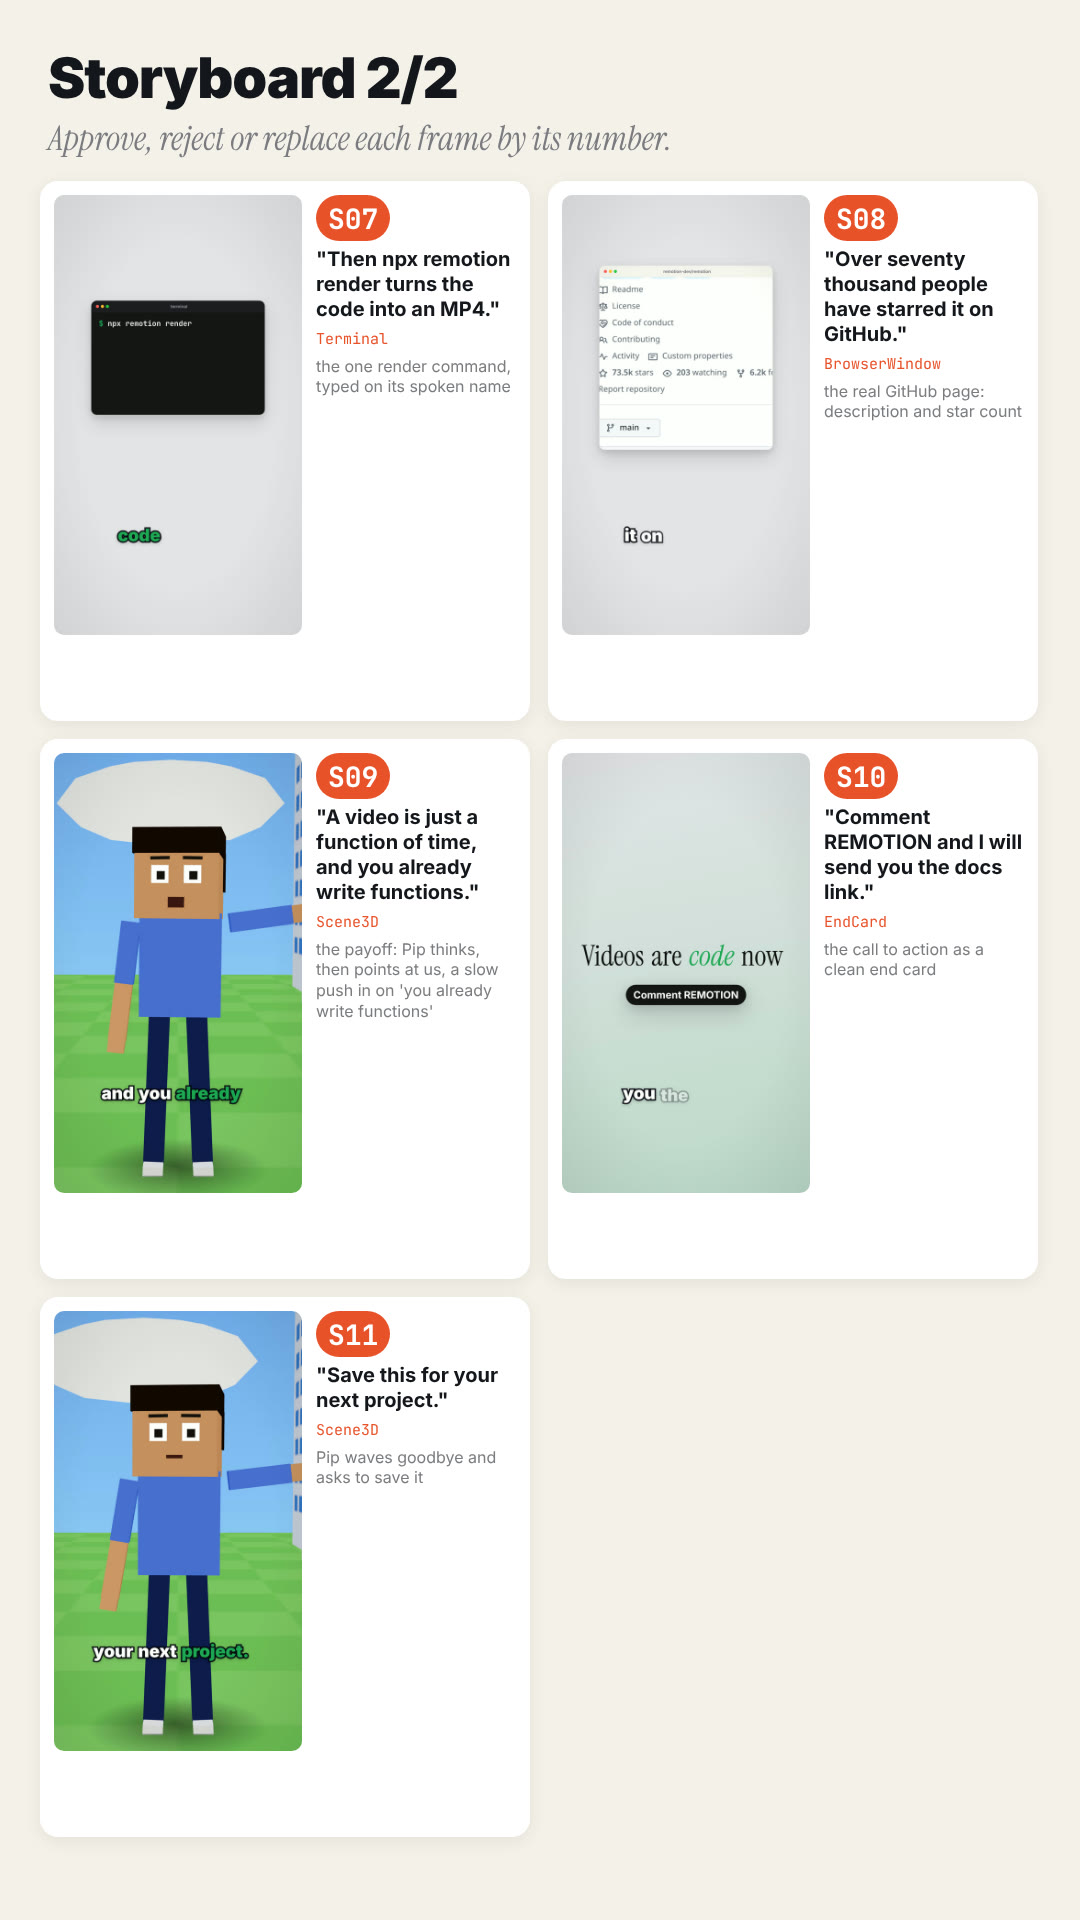 Storyboard 2/2
Approve, reject or replace each frame by its number.
terminal
$ npx remotion render
code
S07
"Then npx remotion
render turns the
code into an MP4."
Terminal
the one render command,
typed on its spoken name
remotion-dev/remotion
Readme
License
Code of conduct
Contributing
Activity Custom properties
73.5k stars 203 watching 6.2k f
Report repository
main
it on
S08
"Over seventy
thousand people
have starred it on
GitHub."
BrowserWindow
the real GitHub page:
description and star count
and you already
S09
"A video is just a
function of time,
and you already
write functions."
Scene3D
the payoff: Pip thinks,
then points at us, a slow
push in on 'you already
write functions'
Videos are code now
Comment REMOTION
you the
S10
"Comment
REMOTION and I will
send you the docs
link."
EndCard
the call to action as a
clean end card
your next project.
S11
"Save this for your
next project."
Scene3D
Pip waves goodbye and
asks to save it